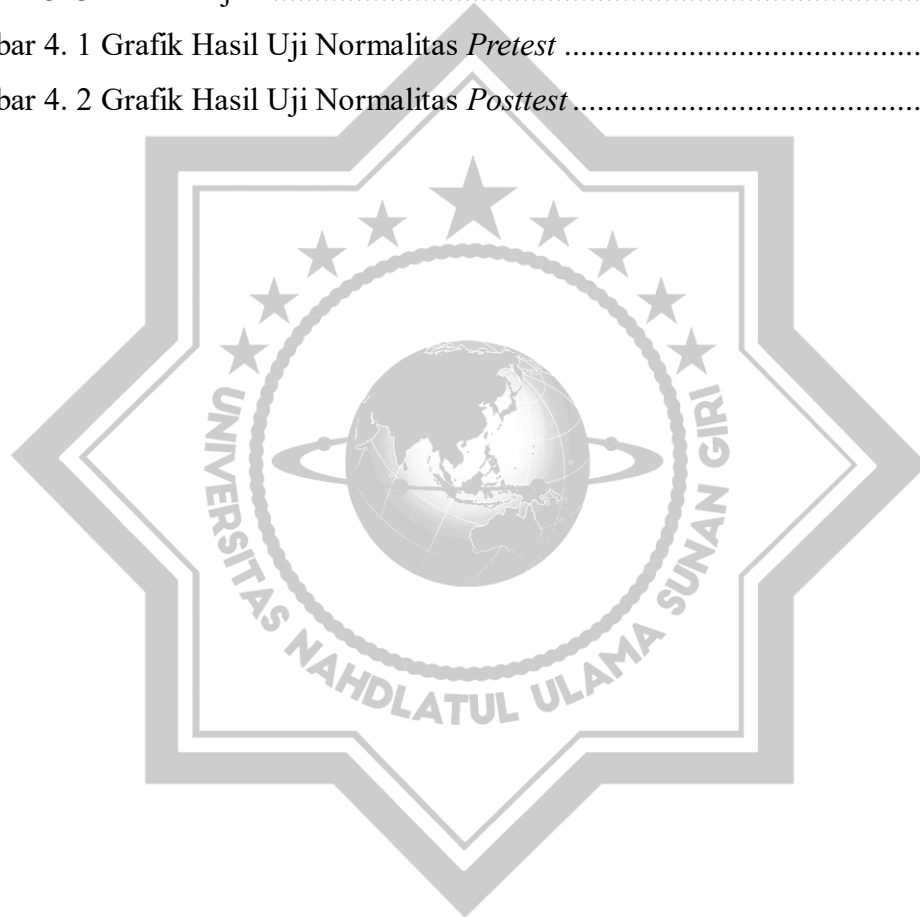 bar 4. 1 Grafik Hasil Uji Normalitas Pretest ...........................................
bar 4. 2 Grafik Hasil Uji Normalitas Posttest ..........................................
UNIVERSITAS NAHDLATUL ULAMA SUNAN GIRI